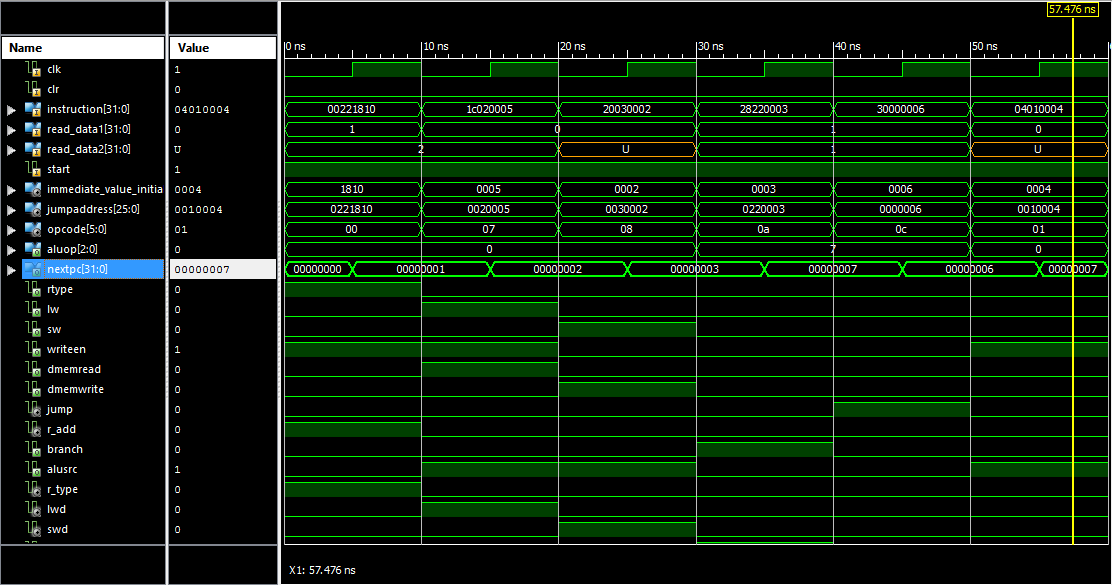 57.476 ns
Name Value 0 ns 10 ns 20 ns 30 ns 40 ns 50 ns
clk 1
clr 0
instruction[31:0] 04010004 00221810 1c020005 20030002 28220003 30000006 04010004
read_data1[31:0] 0 1 0 1 0
read_data2[31:0] U 2 U 1 U
start 1
immediate_value_initia 0004 1810 0005 0002 0003 0006 0004
jumpaddress[25:0] 0010004 0221810 0020005 0030002 0220003 0000006 0010004
opcode[5:0] 01 00 07 08 0a 0c 01
aluop[2:0] 0 0 7 0
nextpc[31:0] 00000007 00000000 00000001 00000002 00000003 00000007 00000006 00000007
rtype 0
lw 0
sw 0
writeen 1
dmemread 0
dmemwrite 0
jump 0
r_add 0
branch 0
alusrc 1
r_type 0
lwd 0
swd 0
X1: 57.476 ns